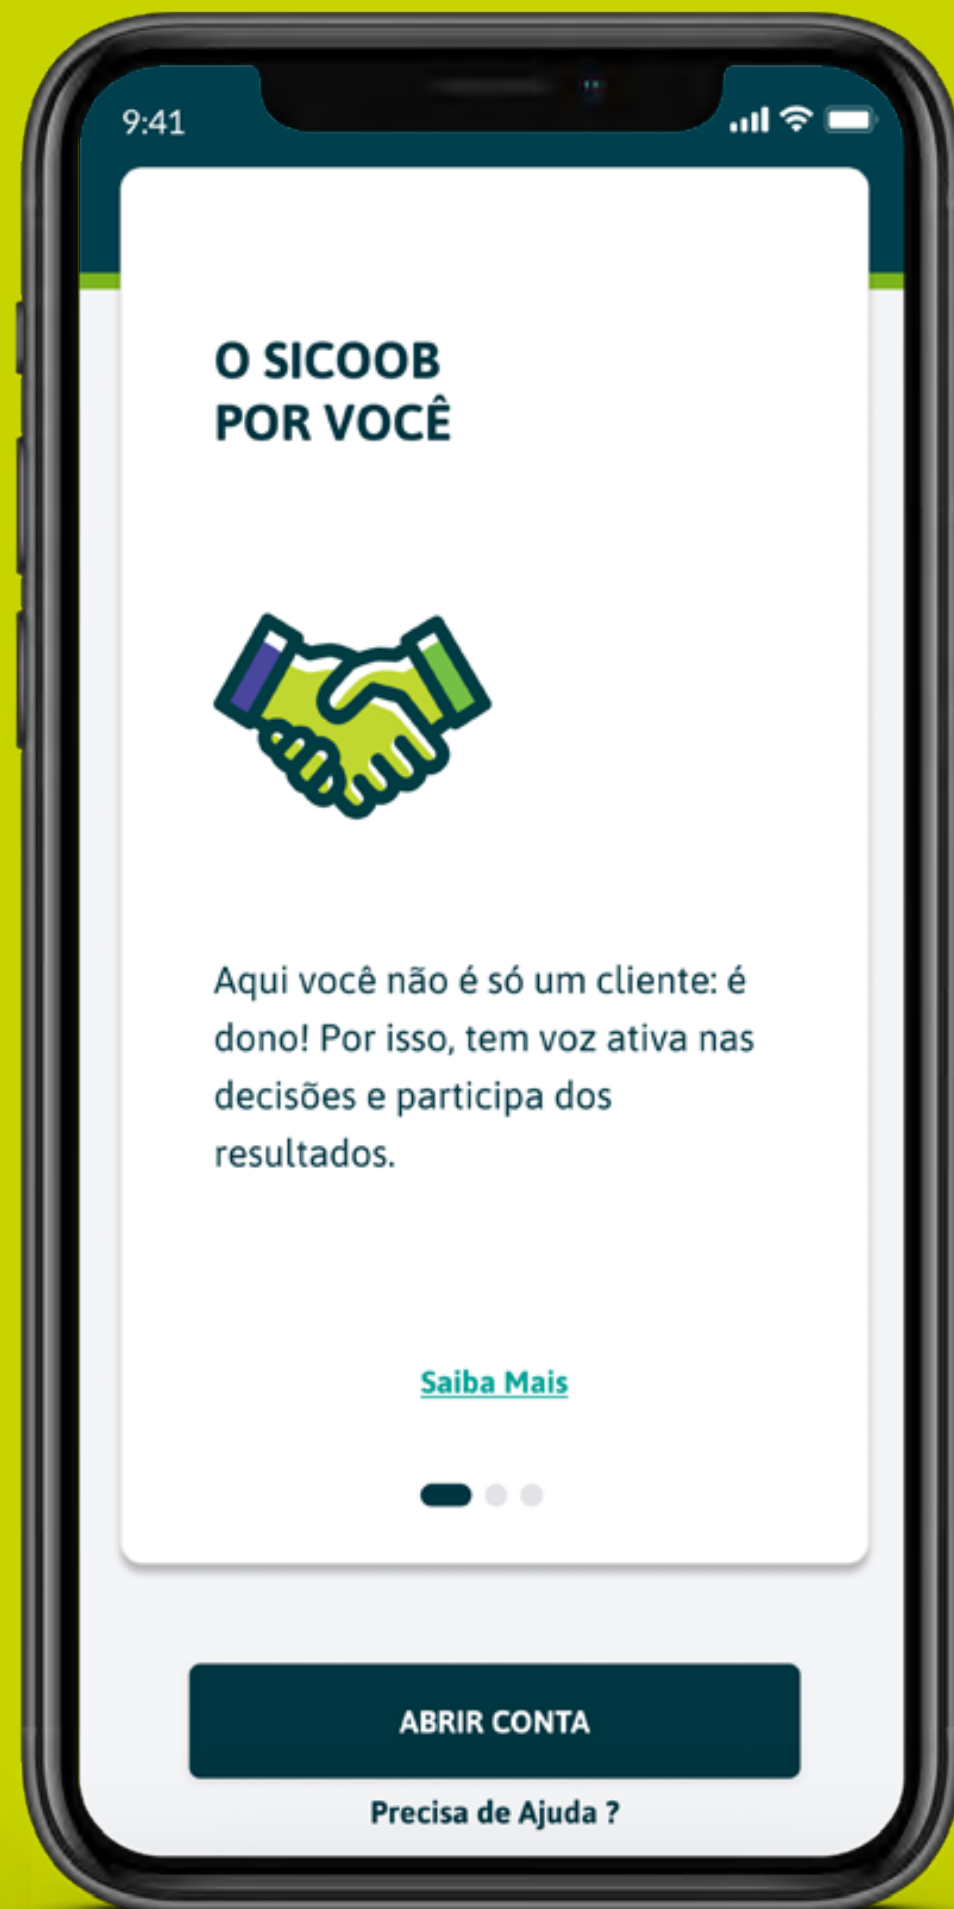 9:41
O SICOOB
POR VOCÊ
Aqui você não é só um cliente: é
dono! Por isso, tem voz ativa nas
decisões e participa dos
resultados.
Saiba Mais
ABRIR CONTA
Precisa de Ajuda ?